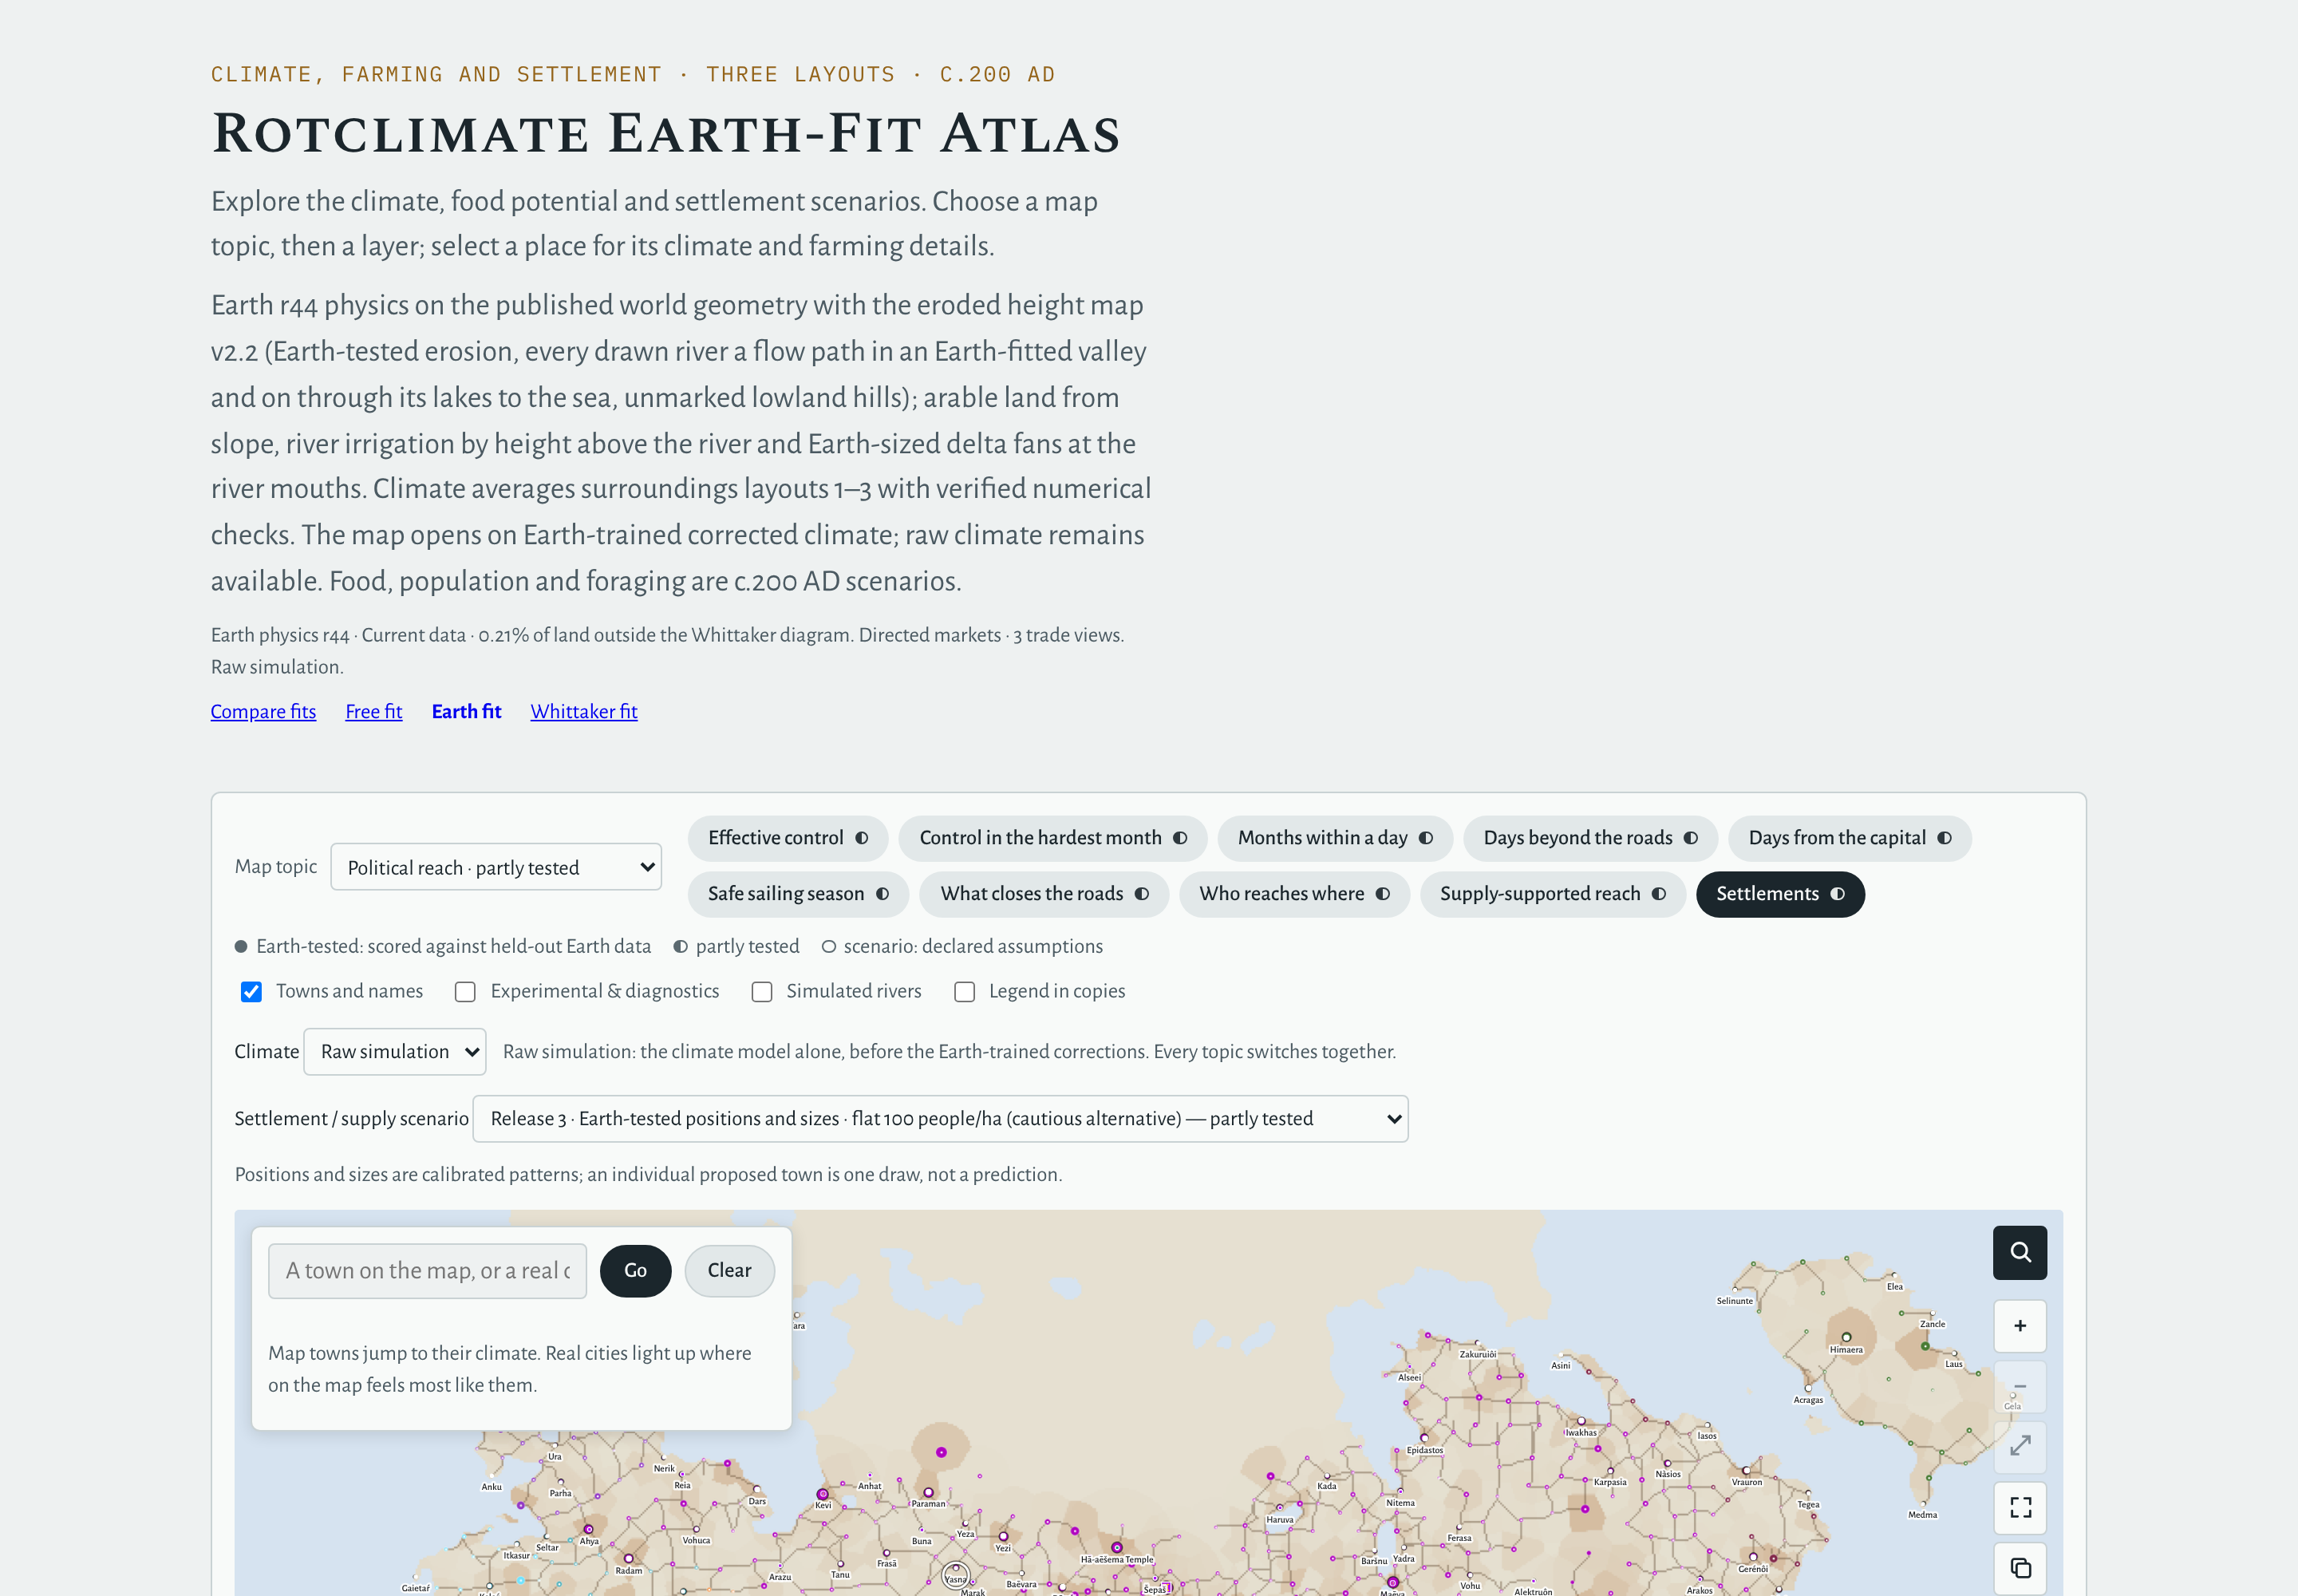 CLIMATE, FARMING AND SETTLEMENT · THREE LAYOUTS · C.200 AD
Rotclimate Earth-Fit Atlas
Explore the climate, food potential and settlement scenarios. Choose a map
topic, then a layer; select a place for its climate and farming details.
Earth r44 physics on the published world geometry with the eroded height map
v2.2 (Earth-tested erosion, every drawn river a flow path in an Earth-fitted valley
and on through its lakes to the sea, unmarked lowland hills); arable land from
slope, river irrigation by height above the river and Earth-sized delta fans at the
river mouths. Climate averages surroundings layouts 1–3 with verified numerical
checks. The map opens on Earth-trained corrected climate; raw climate remains
available. Food, population and foraging are c.200 AD scenarios.
Earth physics r44 · Current data · 0.21% of land outside the Whittaker diagram. Directed markets · 3 trade views.
Raw simulation.
Compare fits Free fit Earth fit Whittaker fit
Map topic Political reach · partly tested
Effective control Control in the hardest month Months within a day Days beyond the roads Days from the capital
Safe sailing season What closes the roads Who reaches where Supply-supported reach Settlements
Earth-tested: scored against held-out Earth data partly tested scenario: declared assumptions
Towns and names Experimental & diagnostics Simulated rivers Legend in copies
Climate Raw simulation Raw simulation: the climate model alone, before the Earth-trained corrections. Every topic switches together.
Settlement / supply scenario Release 3 · Earth-tested positions and sizes · flat 100 people/ha (cautious alternative) — partly tested
Positions and sizes are calibrated patterns; an individual proposed town is one draw, not a prediction.
A town on the map, or a real c Go Clear
Map towns jump to their climate. Real cities light up where
on the map feels most like them.
ara
Elea
Selinunte
Zancle
+
Himaera
Zakuruiōi
Asini
Laus
Alseei
−
Acragas
Gela
Iwakhas
Iasos
Epidastos
Ura
Nerik
Nāsios
Karpasia
Vrauron
Anku
Parha
Reia
Anhat
Kada
Dars
Kevi
Paraman
Nitema
Tegea
Medma
Haruva
Yeza
Ferasa
Itkasur
Seltar
Ahya
Vohuca
Buna
Yezi
Frasā
Hā-aēšema Temple
Baršnu
Yadra
Radam
Gerēnōi
Arazu
Tanu
Yasna
Baēvara
Gaietaŕ
Marak
Šepas
Vohu
Alektruōn
Arakos